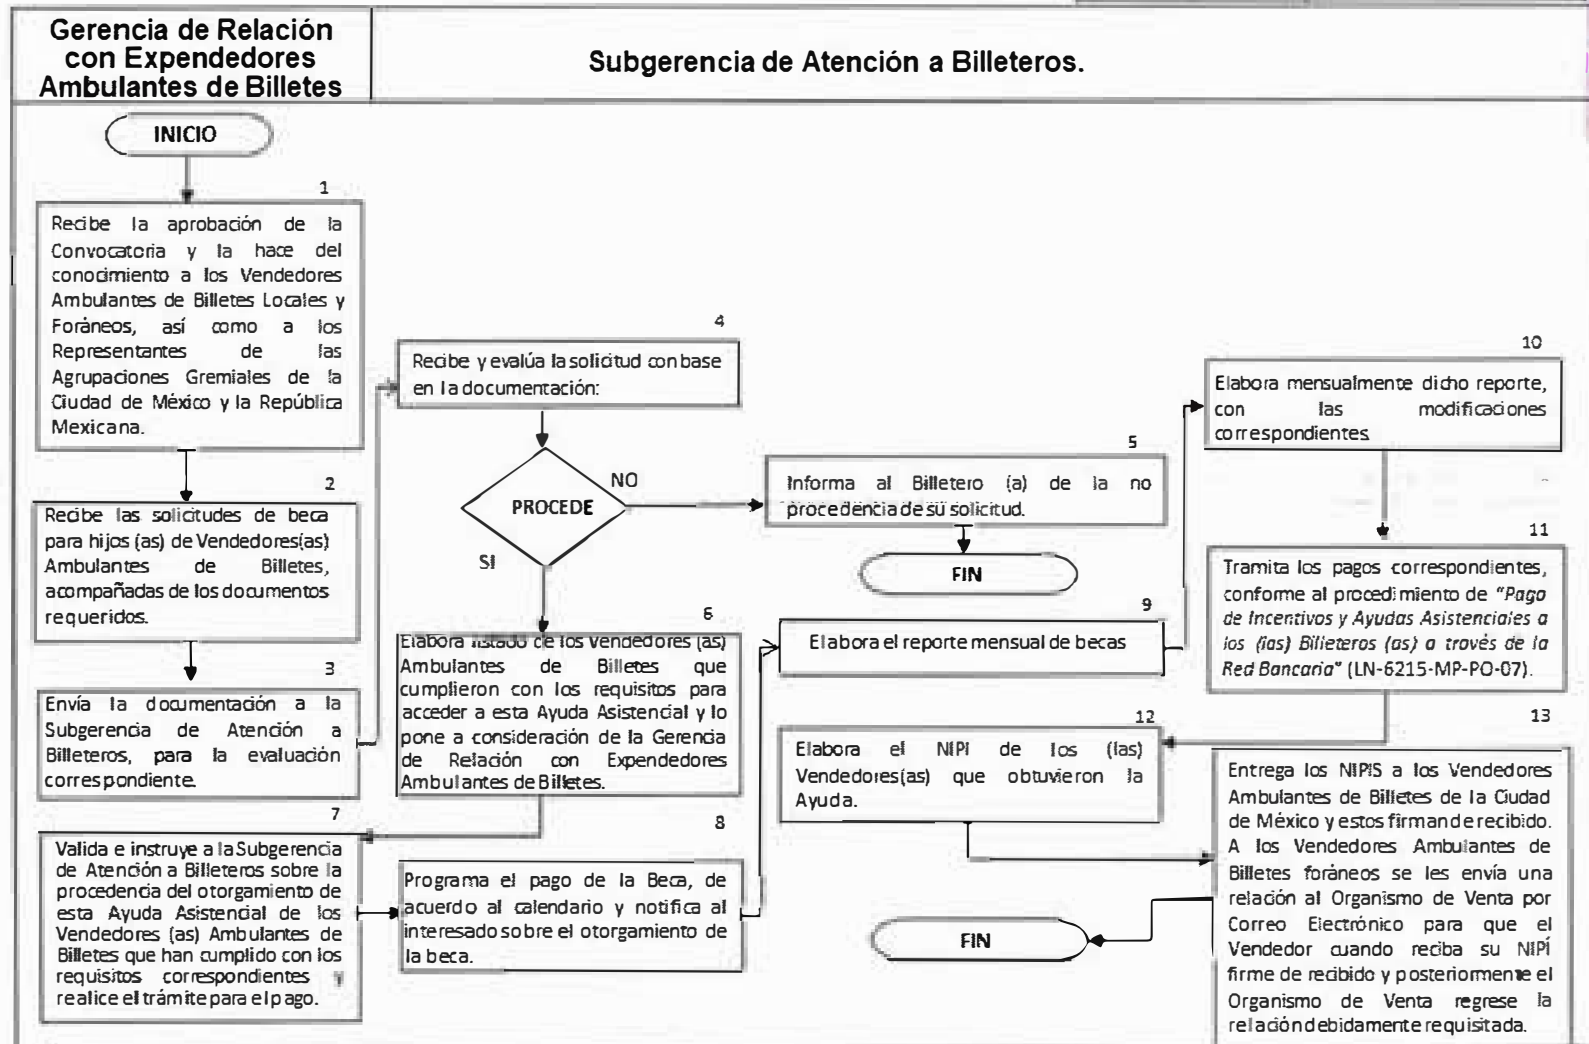 Gerencia de Relación
con Expendedores
Ambulantes de Billetes
Subgerencia de Atención a Billeteros.
INICIO
1
Recibe la aprobación de la
Convocatoria y la hace del
conocimiento a los Vendedores
Ambulantes de Billetes Locales y
Foráneos, así como a los
Representantes de las
Agrupaciones Gremiales de la
Ciudad de México y la República
Mexicana.
2
Recibe las solicitudes de beca
para hijos (as) de Vendedores(as)
Ambulantes de Billetes,
acompañadas de los documentos
requeridos.
3
Envía la documentación a la
Subgerencia de Atención a
Billeteros, para la evaluación
correspondiente.
4
Recibe y evalúa la solicitud con base
en la documentación:
PROCEDE
NO
SI
5
Informa al Billetero (a) de la no
procedencia de su solicitud.
FIN
6
Elabora listado de los Vendedores (as)
Ambulantes de Billetes que
cumplieron con los requisitos para
acceder a esta Ayuda Asistencial y lo
pone a consideración de la Gerencia
de Relación con Expendedores
Ambulantes de Billetes.
7
Valida e instruye a la Subgerencia
de Atención a Billeteros sobre la
procedencia del otorgamiento de
esta Ayuda Asistencial de los
Vendedores (as) Ambulantes de
Billetes que han cumplido con los
requisitos correspondientes y
realice el trámite para el pago.
8
Programa el pago de la Beca, de
acuerdo al calendario y notifica al
interesado sobre el otorgamiento de
la beca.
9
Elabora el reporte mensual de becas
10
Elabora mensualmente dicho reporte,
con las modificaciones
correspondientes
11
Tramita los pagos correspondientes,
conforme al procedimiento de "Pago
de Incentivos y Ayudas Asistenciales a
los (las) Billeteros (as) a través de la
Red Bancaria" (LN-6215-MP-PO-07).
12
Elabora el NIPI de los (las)
Vendedores(as) que obtuvieron la
Ayuda.
13
Entrega los NIPIS a los Vendedores
Ambulantes de Billetes de la Ciudad
de México y estos firman de recibido.
A los Vendedores Ambulantes de
Billetes foráneos se les envía una
relación al Organismo de Venta por
Correo Electrónico para que el
Vendedor cuando reciba su NIPÍ
firme de recibido y posteriormente el
Organismo de Venta regrese la
relación debidamente requisitada.
FIN